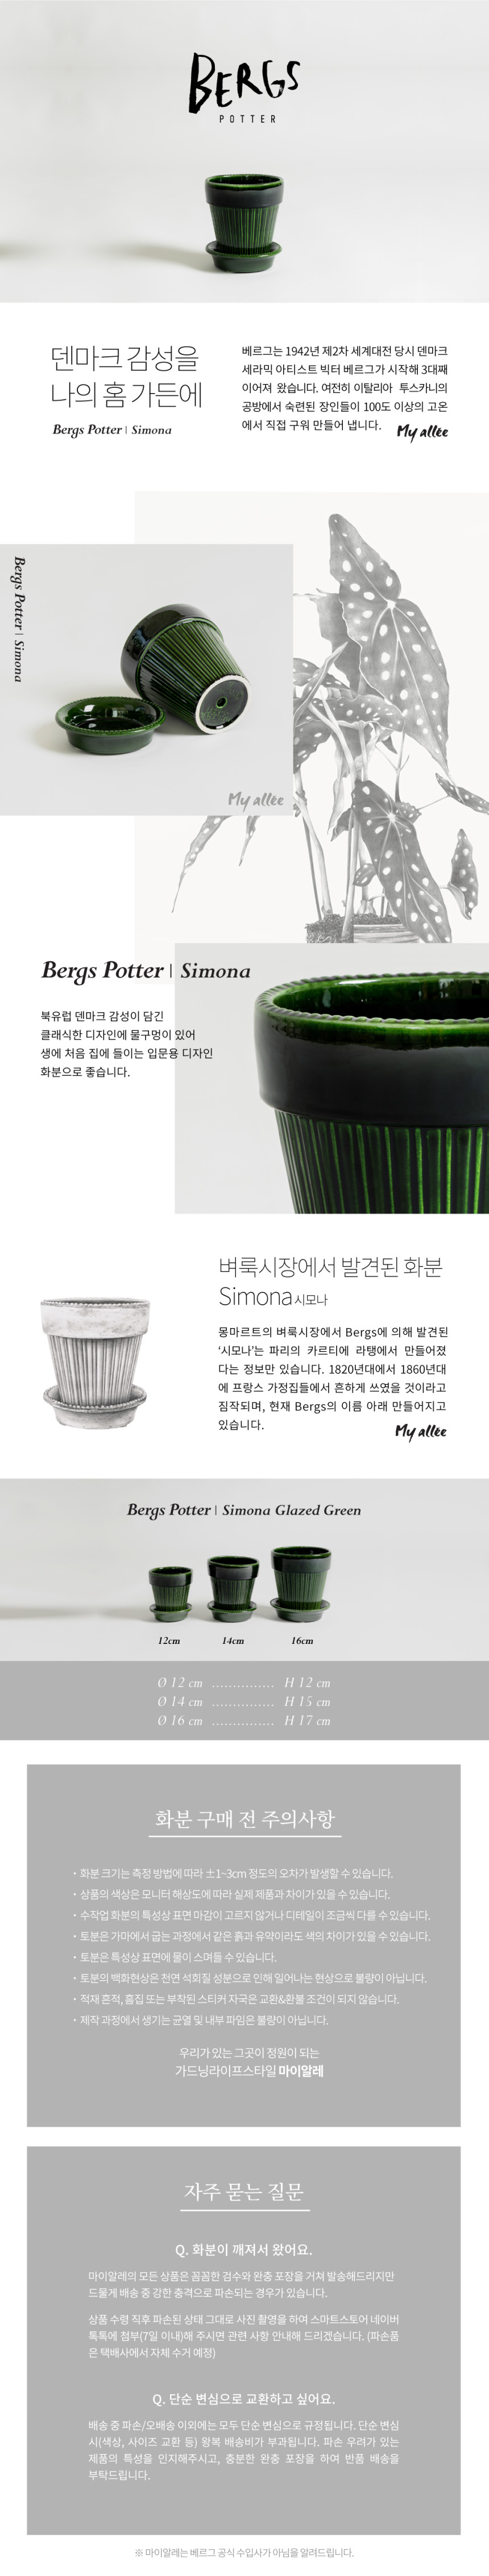 BERGS
POTTER
덴마크 감성을
나의 홈 가든에
Bergs Potter | Simona
베르그는 1942년 제2차 세계대전 당시 덴마크
세라믹 아티스트 빅터 베르그가 시작해 3대째
이어져 왔습니다. 여전히 이탈리아 투스카니의
공방에서 숙련된 장인들이 100도 이상의 고온
에서 직접 구워 만들어 냅니다.
My allée
Bergs Potter | Simona
My allée
Bergs Potter | Simona
북유럽 덴마크 감성이 담긴
클래식한 디자인에 물구멍이 있어
생에 처음 집에 들이는 입문용 디자인
화분으로 좋습니다.
벼룩시장에서 발견된 화분
Simona 시모나
몽마르트의 벼룩시장에서 Bergs에 의해 발견된
‘시모나’는 파리의 카르티에 라탱에서 만들어졌
다는 정보만 있습니다. 1820년대에서 1860년대
에 프랑스 가정집들에서 흔하게 쓰였을 것이라고
짐작되며, 현재 Bergs의 이름 아래 만들어지고
있습니다.
My allée
Bergs Potter | Simona Glazed Green
12cm 14cm 16cm
Ø 12 cm ............... H 12 cm
Ø 14 cm ............... H 15 cm
Ø 16 cm ............... H 17 cm
화분 구매 전 주의사항
· 화분 크기는 측정 방법에 따라 ±1~3cm 정도의 오차가 발생할 수 있습니다.
· 상품의 색상은 모니터 해상도에 따라 실제 제품과 차이가 있을 수 있습니다.
· 수작업 화분의 특성상 표면 마감이 고르지 않거나 디테일이 조금씩 다를 수 있습니다.
· 토분은 가마에서 굽는 과정에서 같은 흙과 유약이라도 색의 차이가 있을 수 있습니다.
· 토분은 특성상 표면에 물이 스며들 수 있습니다.
· 토분의 백화현상은 천연 석회질 성분으로 인해 일어나는 현상으로 불량이 아닙니다.
· 적재 흔적, 흠집 또는 부착된 스티커 자국은 교환&환불 조건이 되지 않습니다.
· 제작 과정에서 생기는 균열 및 내부 파임은 불량이 아닙니다.
우리가 있는 그곳이 정원이 되는
가드닝라이프스타일 마이알레
자주 묻는 질문
Q. 화분이 깨져서 왔어요.
마이알레의 모든 상품은 꼼꼼한 검수와 완충 포장을 거쳐 발송해드리지만
드물게 배송 중 강한 충격으로 파손되는 경우가 있습니다.
상품 수령 직후 파손된 상태 그대로 사진 촬영을 하여 스마트스토어 네이버
톡톡에 첨부(7일 이내)해 주시면 관련 사항 안내해 드리겠습니다. (파손품
은 택배사에서 자체 수거 예정)
Q. 단순 변심으로 교환하고 싶어요.
배송 중 파손/오배송 이외에는 모두 단순 변심으로 규정됩니다. 단순 변심
시(색상, 사이즈 교환 등) 왕복 배송비가 부과됩니다. 파손 우려가 있는
제품의 특성을 인지해주시고, 충분한 완충 포장을 하여 반품 배송을
부탁드립니다.
※ 마이알레는 베르그 공식 수입사가 아님을 알려드립니다.